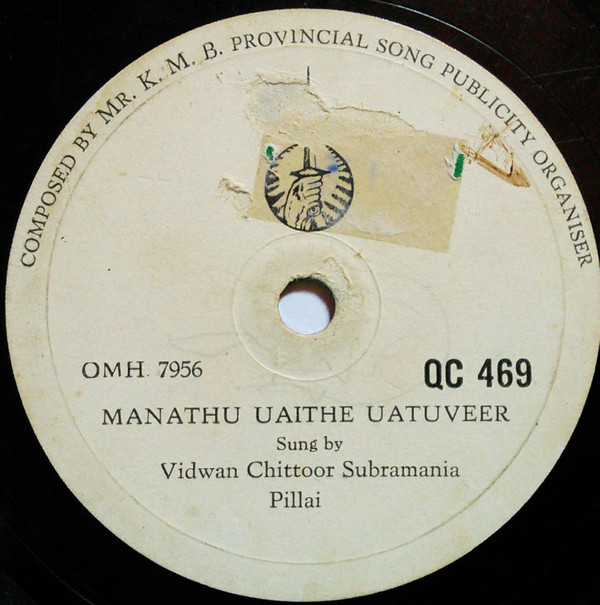 COMPOSED BY MR. K. M. B. PROVINCIAL SONG PUBLICITY ORGANISER
OMH. 7956
QC 469
MANATHU UAITHE UATUVEER
Sung by
Vidwan Chittoor Subramania
Pillai